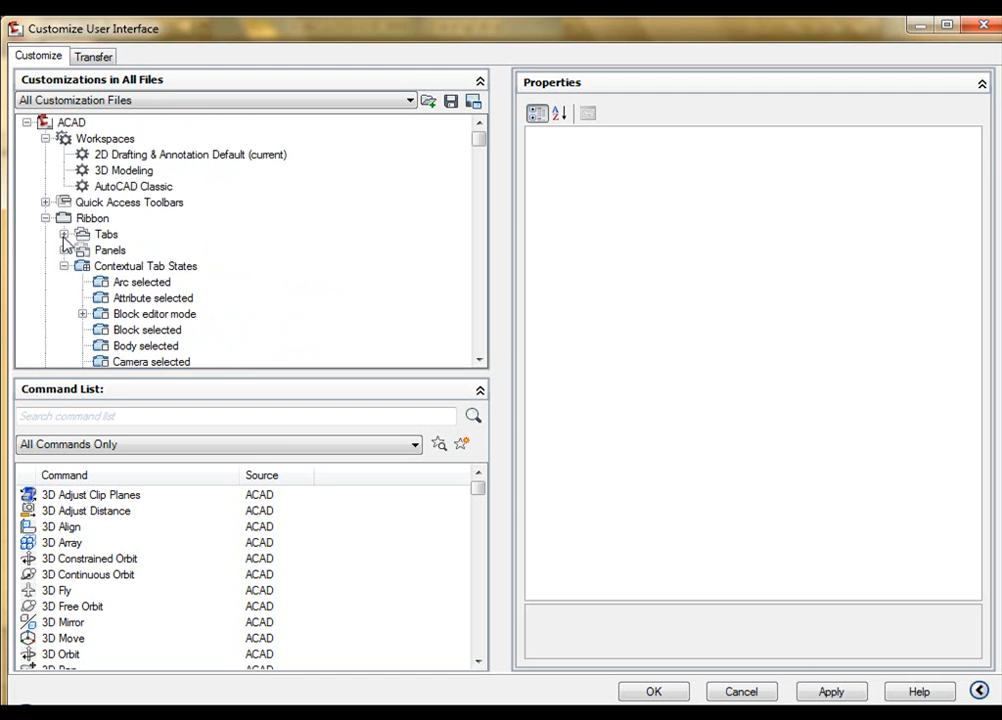 Customize User Interface
Customize
Transfer
Customizations in All Files
All Customization Files
ACAD
Workspaces
2D Drafting & Annotation Default (current)
3D Modeling
AutoCAD Classic
Quick Access Toolbars
Ribbon
Tabs
Panels
Contextual Tab States
Arc selected
Attribute selected
Block editor mode
Block selected
Body selected
Camera selected
Command List:
Search command list
All Commands Only
Command Source
3D Adjust Clip Planes ACAD
3D Adjust Distance ACAD
3D Align ACAD
3D Array ACAD
3D Constrained Orbit ACAD
3D Continuous Orbit ACAD
3D Fly ACAD
3D Free Orbit ACAD
3D Mirror ACAD
3D Move ACAD
3D Orbit ACAD
Properties
OK
Cancel
Apply
Help